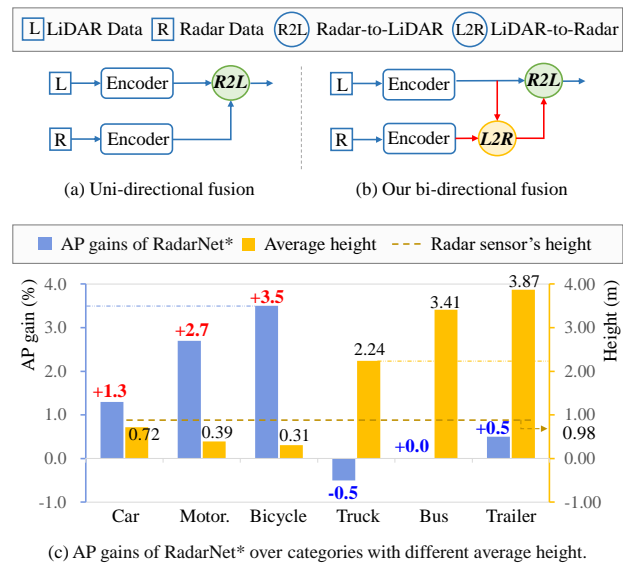 L LiDAR Data R Radar Data R2L Radar-to-LiDAR L2R LiDAR-to-Radar
L Encoder R2L
R Encoder
(a) Uni-directional fusion
L Encoder R2L
R Encoder L2R
(b) Our bi-directional fusion
AP gains of RadarNet* Average height Radar sensor's height
AP gain (%)
4.0
3.0
2.0
1.0
0.0
-1.0
+1.3
0.72
+2.7
0.39
+3.5
0.31
-0.5
2.24
+0.0
3.41
+0.5
3.87
Height (m)
4.00
3.00
2.00
1.00
0.98
0.00
-1.00
Car Motor. Bicycle Truck Bus Trailer
(c) AP gains of RadarNet* over categories with different average height.